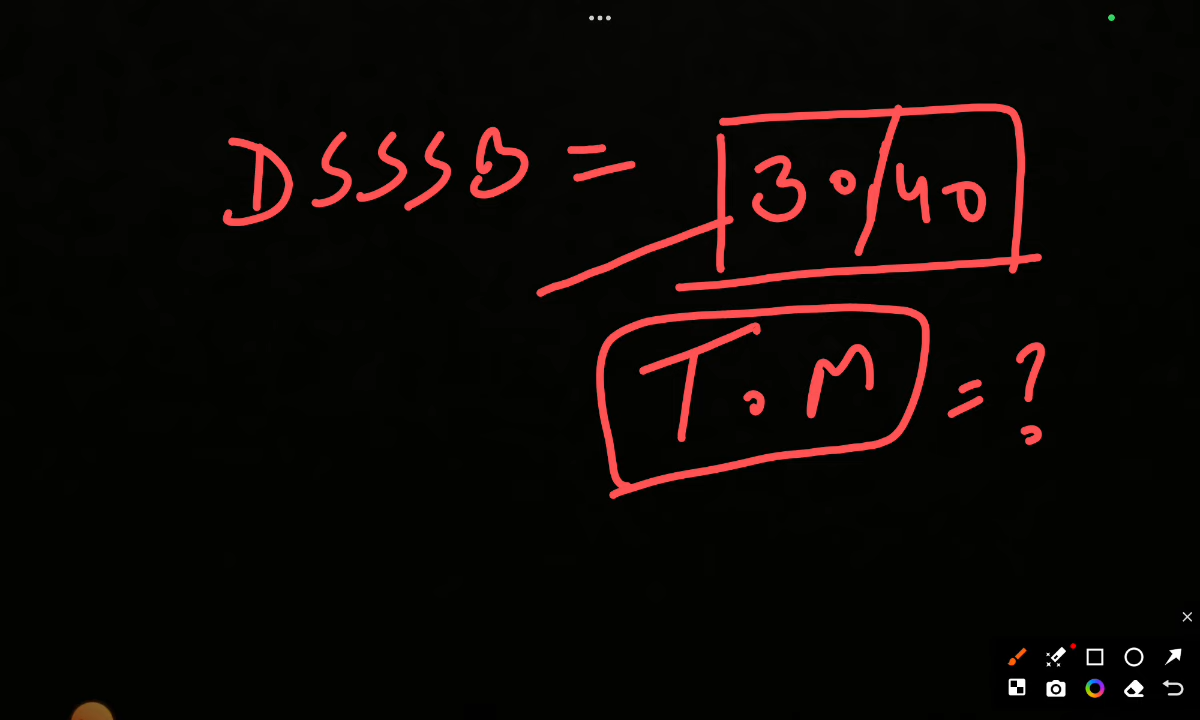 DSSSB = 30/40
T.M = ?